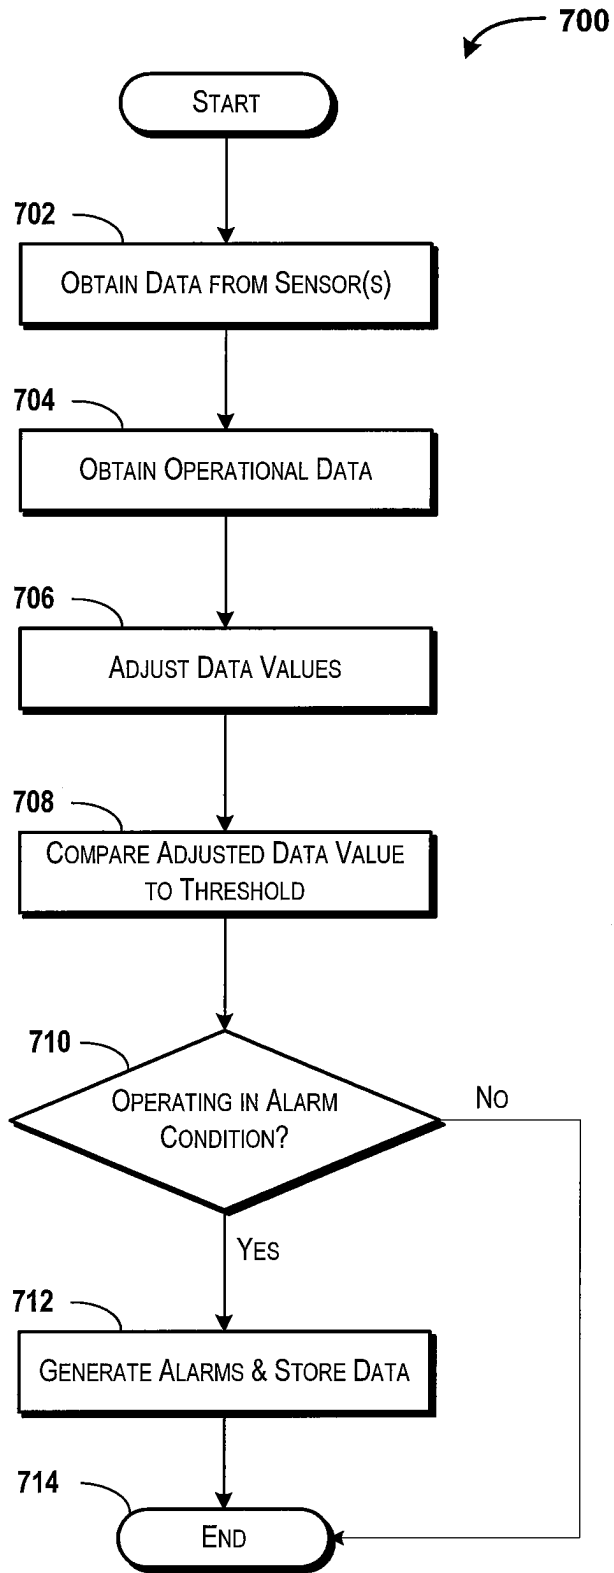 700
START
702
OBTAIN DATA FROM SENSOR(S)
704
OBTAIN OPERATIONAL DATA
706
ADJUST DATA VALUES
708
COMPARE ADJUSTED DATA VALUE
TO THRESHOLD
710
OPERATING IN ALARM
CONDITION?
NO
YES
712
GENERATE ALARMS & STORE DATA
714
END